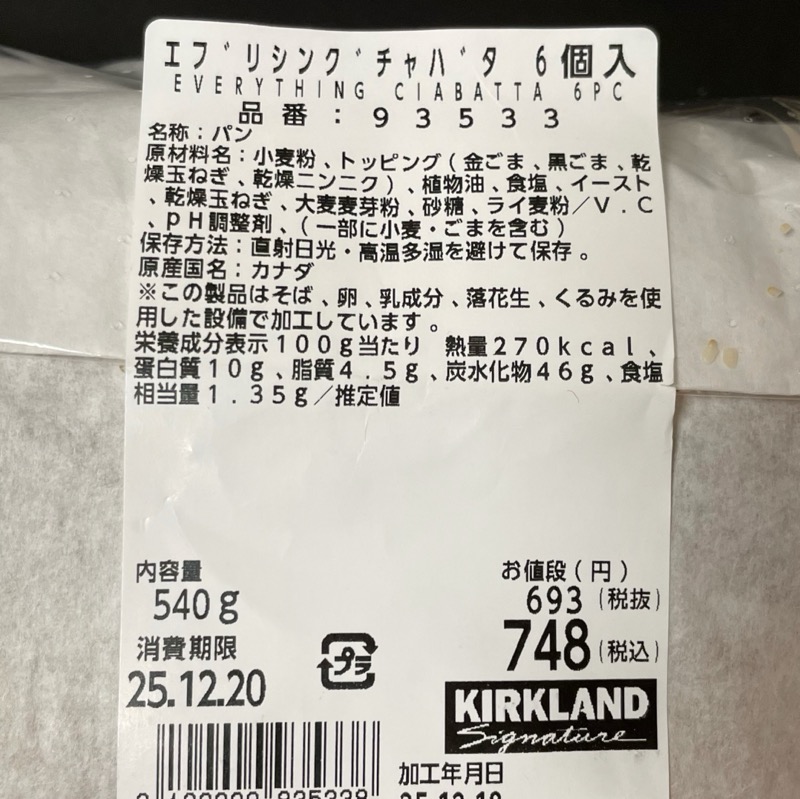 エブリシングチャバタ 6個入
EVERYTHING CIABATTA 6PC
品番：93533
名称：パン
原材料名：小麦粉、トッピング(金ごま、黒ごま、乾
燥玉ねぎ、乾燥ニンニク)、植物油、食塩、イースト
、乾燥玉ねぎ、大麦麦芽粉、砂糖、ライ麦粉／V.C
、pH調整剤、(一部に小麦・ごまを含む)
保存方法：直射日光・高温多湿を避けて保存。
原産国名：カナダ
※この製品はそば、卵、乳成分、落花生、くるみを使
用した設備で加工しています。
栄養成分表示100g当たり 熱量270kcal、
蛋白質10g、脂質4.5g、炭水化物46g、食塩
相当量1.35g／推定値
内容量
540g
お値段(円)
693(税抜)
748(税込)
消費期限
25.12.20
プラ
KIRKLAND
Signature
加工年月日